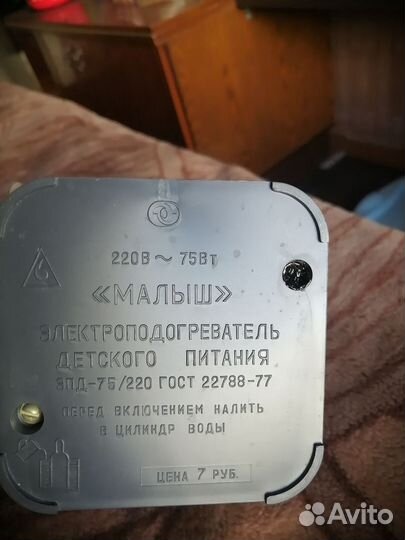 220В ~ 75Вт
«МАЛЫШ»
ЭЛЕКТРОПОДОГРЕВАТЕЛЬ
ДЕТСКОГО ПИТАНИЯ
ЭПД-75/220 ГОСТ 22788-77
ПЕРЕД ВКЛЮЧЕНИЕМ НАЛИТЬ
В ЦИЛИНДР ВОДЫ
ЦЕНА 7 РУБ.
Avito